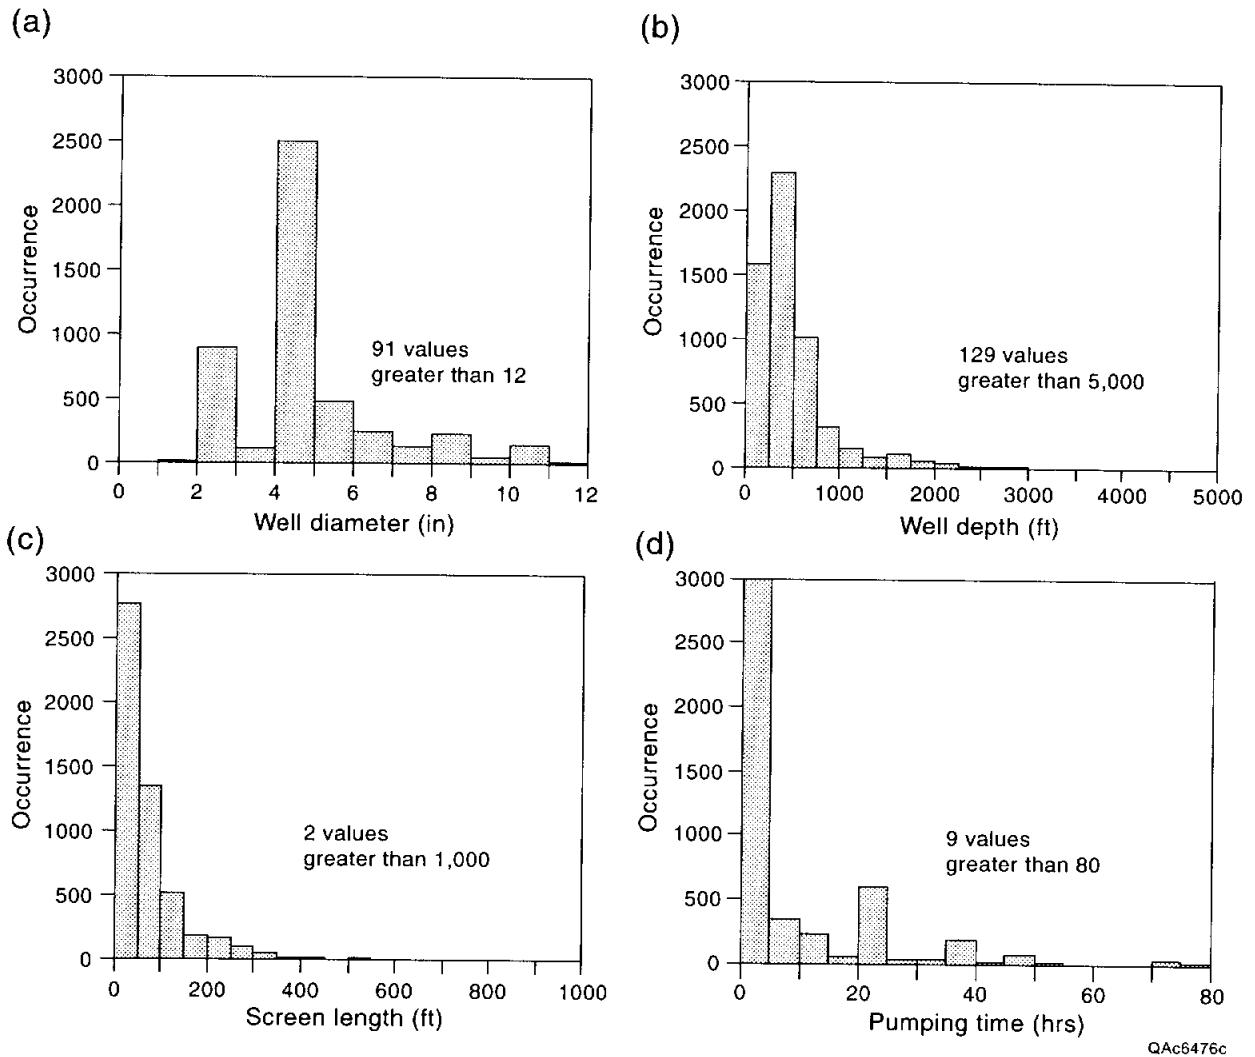 (a)
3000
2500
2000
1500
1000
500
0
Occurrence
91 values
greater than 12
0 2 4 6 8 10 12
Well diameter (in)
(b)
3000
2500
2000
1500
1000
500
0
Occurrence
129 values
greater than 5,000
0 1000 2000 3000 4000 5000
Well depth (ft)
(c)
3000
2500
2000
1500
1000
500
0
Occurrence
2 values
greater than 1,000
0 200 400 600 800 1000
Screen length (ft)
(d)
3000
2500
2000
1500
1000
500
0
Occurrence
9 values
greater than 80
0 20 40 60 80
Pumping time (hrs)
QAc6476c